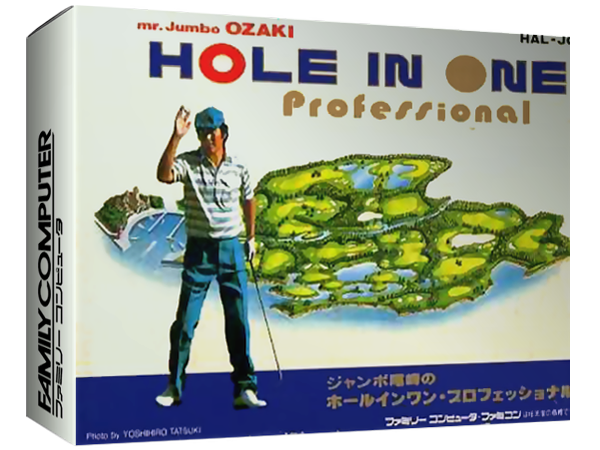 mr. Jumbo OZAKI
HAL-J
HOLE IN ONE
Professional
FAMILY COMPUTER
ファミリー コンピュータ
ジャンボ尾崎の
ホールインワン・プロフェッショナル
ファミリー コンピュータ・ファミコン
Photo by YOSHIHIRO TATSUKI